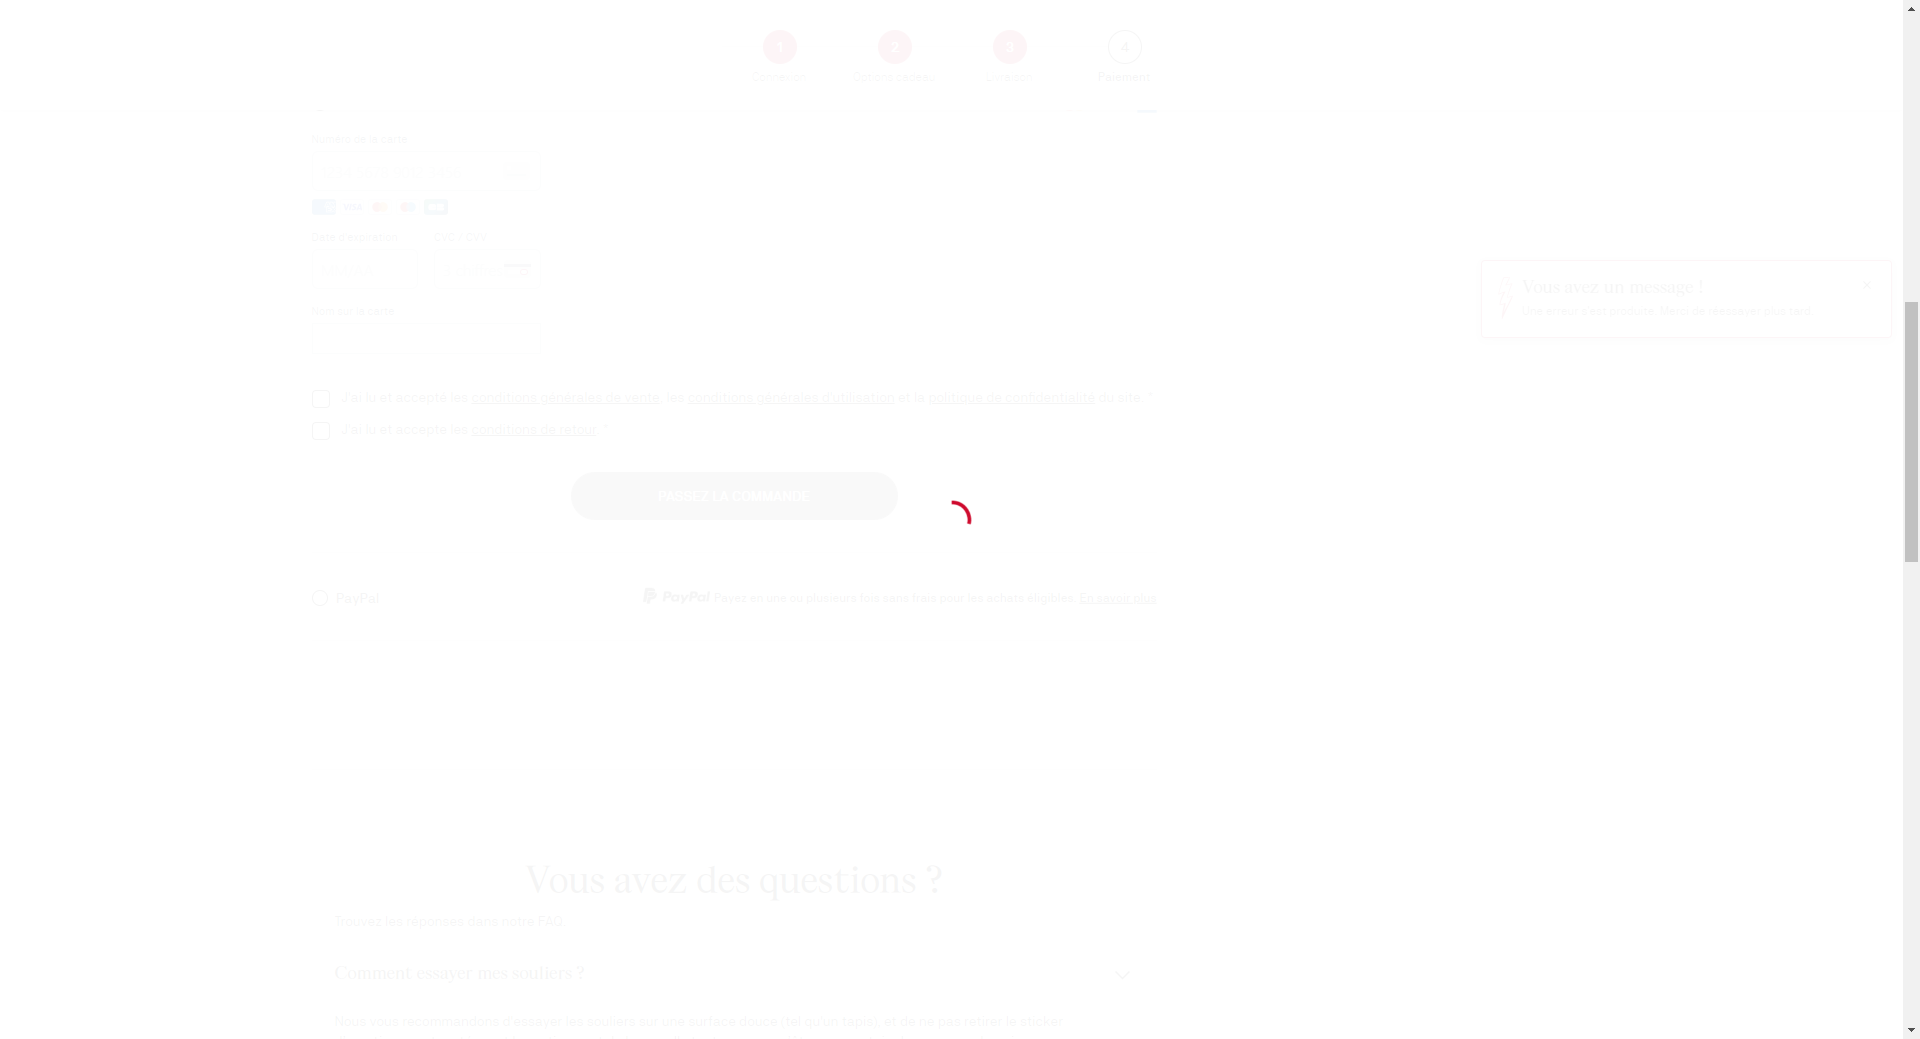 1
2
3
4
Connexion
Options cadeau
Livraison
Paiement
Numéro de la carte
VISA
Date d'expiration
CVC / CVV
Nom sur la carte
Vous avez un message !
Une erreur s'est produite. Merci de réessayer plus tard.
J'ai lu et accepté les conditions générales de vente, les conditions générales d'utilisation et la politique de confidentialité du site. *
J'ai lu et accepté les conditions de retour. *
PASSEZ LA COMMANDE
PayPal
PayPal Payez en une ou plusieurs fois sans frais pour les achats éligibles. En savoir plus
Vous avez des questions ?
Trouvez les réponses dans notre FAQ.
Comment essayer mes souliers ?
Nous vous recommandons d'essayer les souliers sur une surface douce (tel qu'un tapis), et de ne pas retirer le sticker